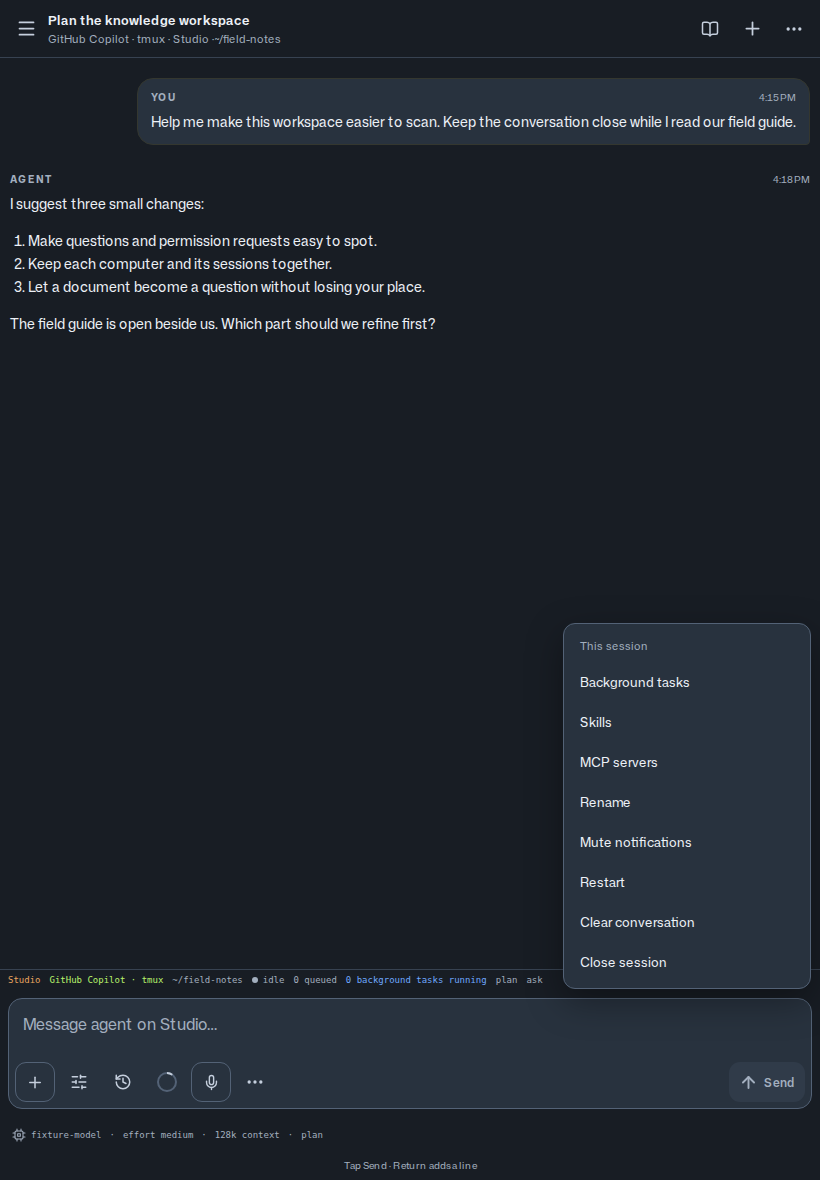 Plan the knowledge workspace
GitHub Copilot · tmux · Studio · ~/field-notes
YOU
4:15 PM
Help me make this workspace easier to scan. Keep the conversation close while I read our field guide.
AGENT
4:18 PM
I suggest three small changes:
1. Make questions and permission requests easy to spot.
2. Keep each computer and its sessions together.
3. Let a document become a question without losing your place.
The field guide is open beside us. Which part should we refine first?
This session
Background tasks
Skills
MCP servers
Rename
Mute notifications
Restart
Clear conversation
Close session
Studio GitHub Copilot · tmux ~/field-notes idle 0 queued 0 background tasks running plan ask
Message agent on Studio...
Send
fixture-model · effort medium · 128k context · plan
Tap Send · Return adds a line